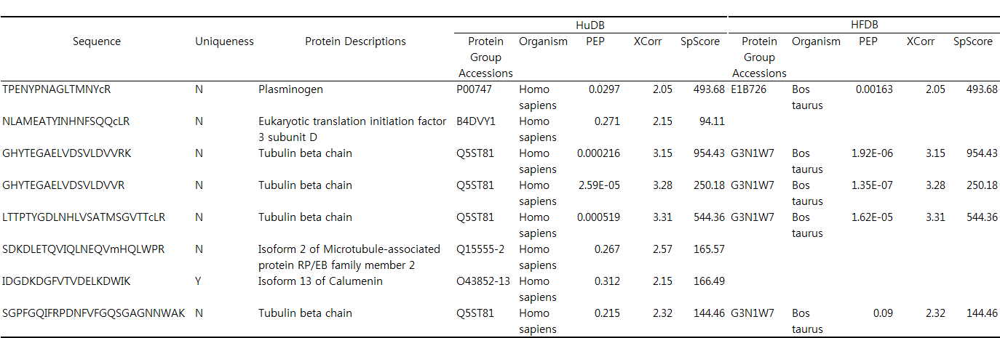 HuDB HFDB
Sequence Uniqueness Protein Descriptions Protein Organism PEP XCorr SpScore Protein Organism PEP XCorr SpScore
Group Group
Accessions Accessions
TPENYPNAGLTMNYcR N Plasminogen P00747 Homo 0.0297 2.05 493.68 E1B726 Bos 0.00163 2.05 493.68
sapiens taurus
NLAMEATYINHNFSQQcLR N Eukaryotic translation initiation factor B4DVY1 Homo 0.271 2.15 94.11
3 subunit D sapiens
GHYTEGAELVDSVLDVVRK N Tubulin beta chain Q5ST81 Homo 0.000216 3.15 954.43 G3N1W7 Bos 1.92E-06 3.15 954.43
sapiens taurus
GHYTEGAELVDSVLDVVR N Tubulin beta chain Q5ST81 Homo 2.59E-05 3.28 250.18 G3N1W7 Bos 1.35E-07 3.28 250.18
sapiens taurus
LTTPTYGDLNHLVSATMSGVTTcLR N Tubulin beta chain Q5ST81 Homo 0.000519 3.31 544.36 G3N1W7 Bos 1.62E-05 3.31 544.36
sapiens taurus
SDKDLETQVIQLNEQVmHQLWPR N Isoform 2 of Microtubule-associated Q15555-2 Homo 0.267 2.57 165.57
protein RP/EB family member 2 sapiens
IDGDKDGFVTVDELKDWIK Y Isoform 13 of Calumenin O43852-13 Homo 0.312 2.15 166.49
sapiens
SGPFGQIFRPDNFVFGQSGAGNNWAK N Tubulin beta chain Q5ST81 Homo 0.215 2.32 144.46 G3N1W7 Bos 0.09 2.32 144.46
sapiens taurus